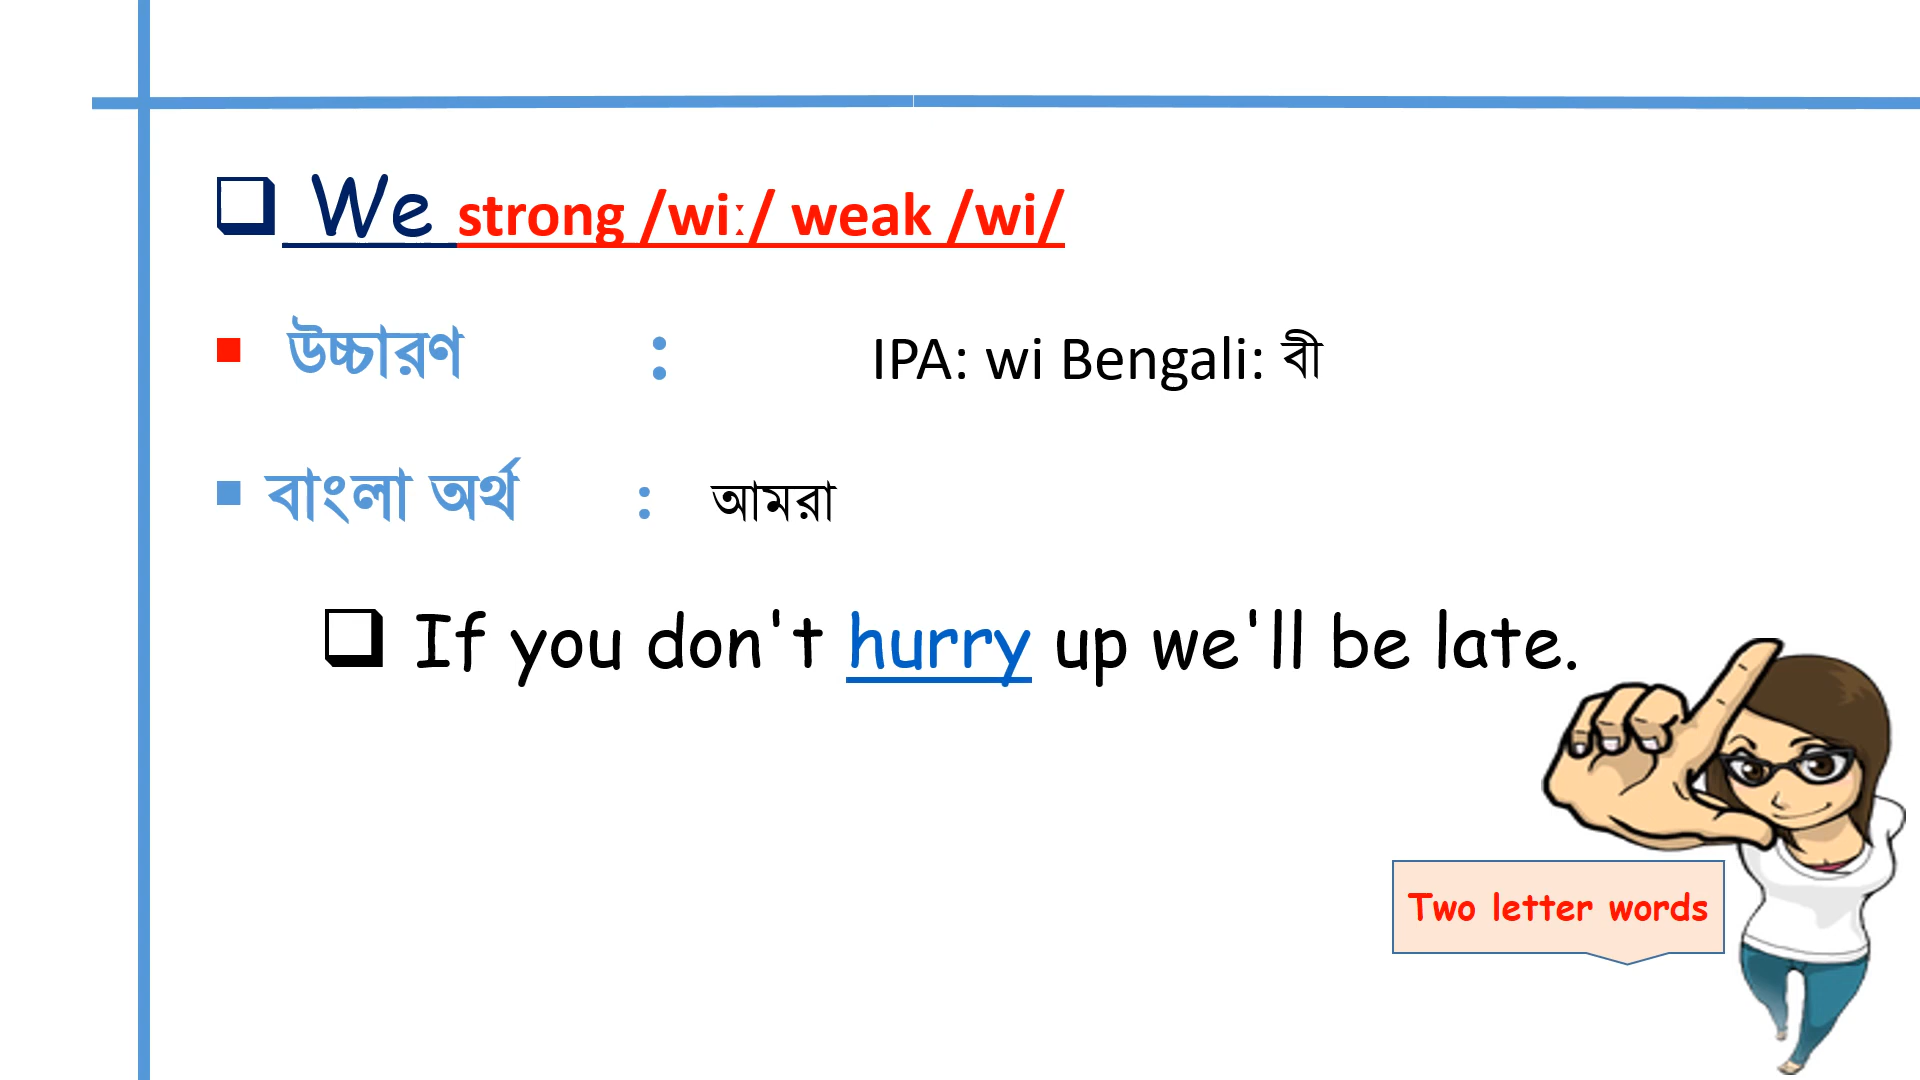 We strong /wiː/ weak /wi/
উচ্চারণ : IPA: wi Bengali: বী
বাংলা অর্থ : আমরা
If you don't hurry up we'll be late.
Two letter words